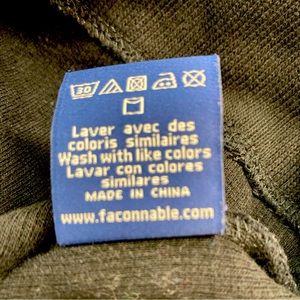 30
Laver avec des
coloris similaires
Wash with like colors
Lavar con colores
similares
MADE IN CHINA
www.faconnable.com